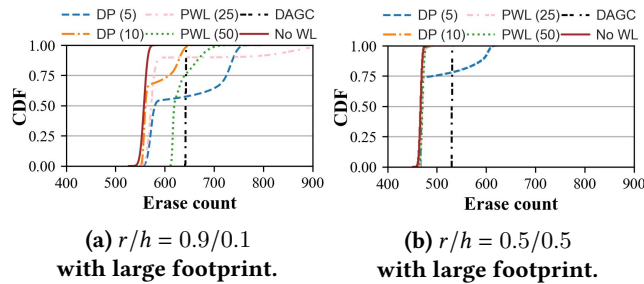 DP (5) PWL (25) DAGC
DP (10) PWL (50) No WL
CDF
1.00
0.75
0.50
0.25
0.00
400 500 600 700 800 900
Erase count
(a) r/h = 0.9/0.1
with large footprint.
DP (5) PWL (25) DAGC
DP (10) PWL (50) No WL
CDF
1.00
0.75
0.50
0.25
0.00
400 500 600 700 800 900
Erase count
(b) r/h = 0.5/0.5
with large footprint.